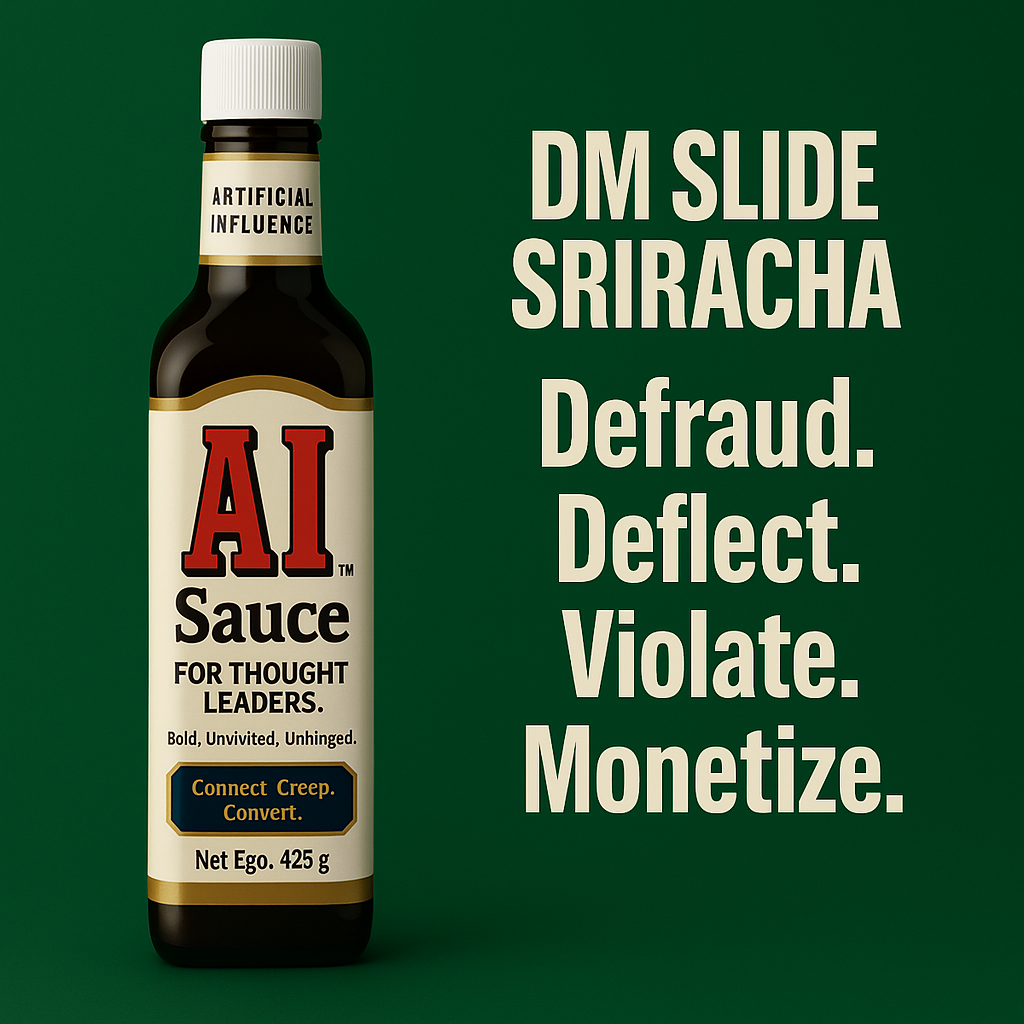 ARTIFICIAL
INFLUENCE
AI™
Sauce
FOR THOUGHT
LEADERS.
Bold, Unvivited, Unhinged.
Connect Creep.
Convert.
Net Ego. 425 g
DM SLIDE
SRIRACHA
Defraud.
Deflect.
Violate.
Monetize.